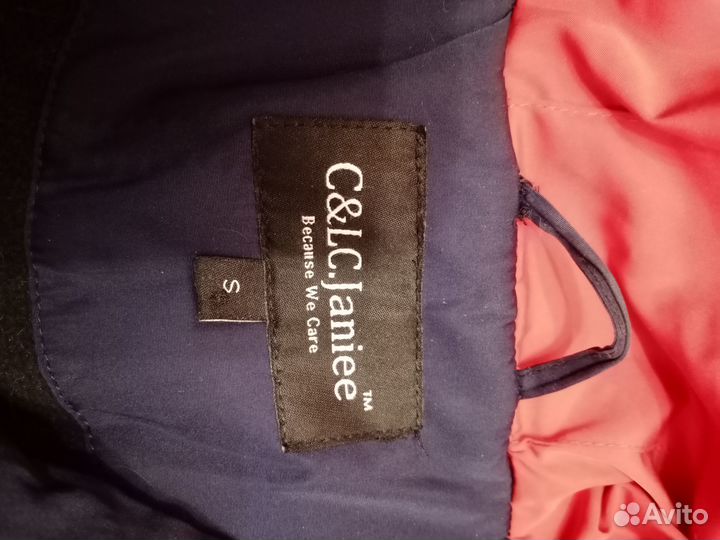 C&LC.Janiee™
Because We Care
S
Avito